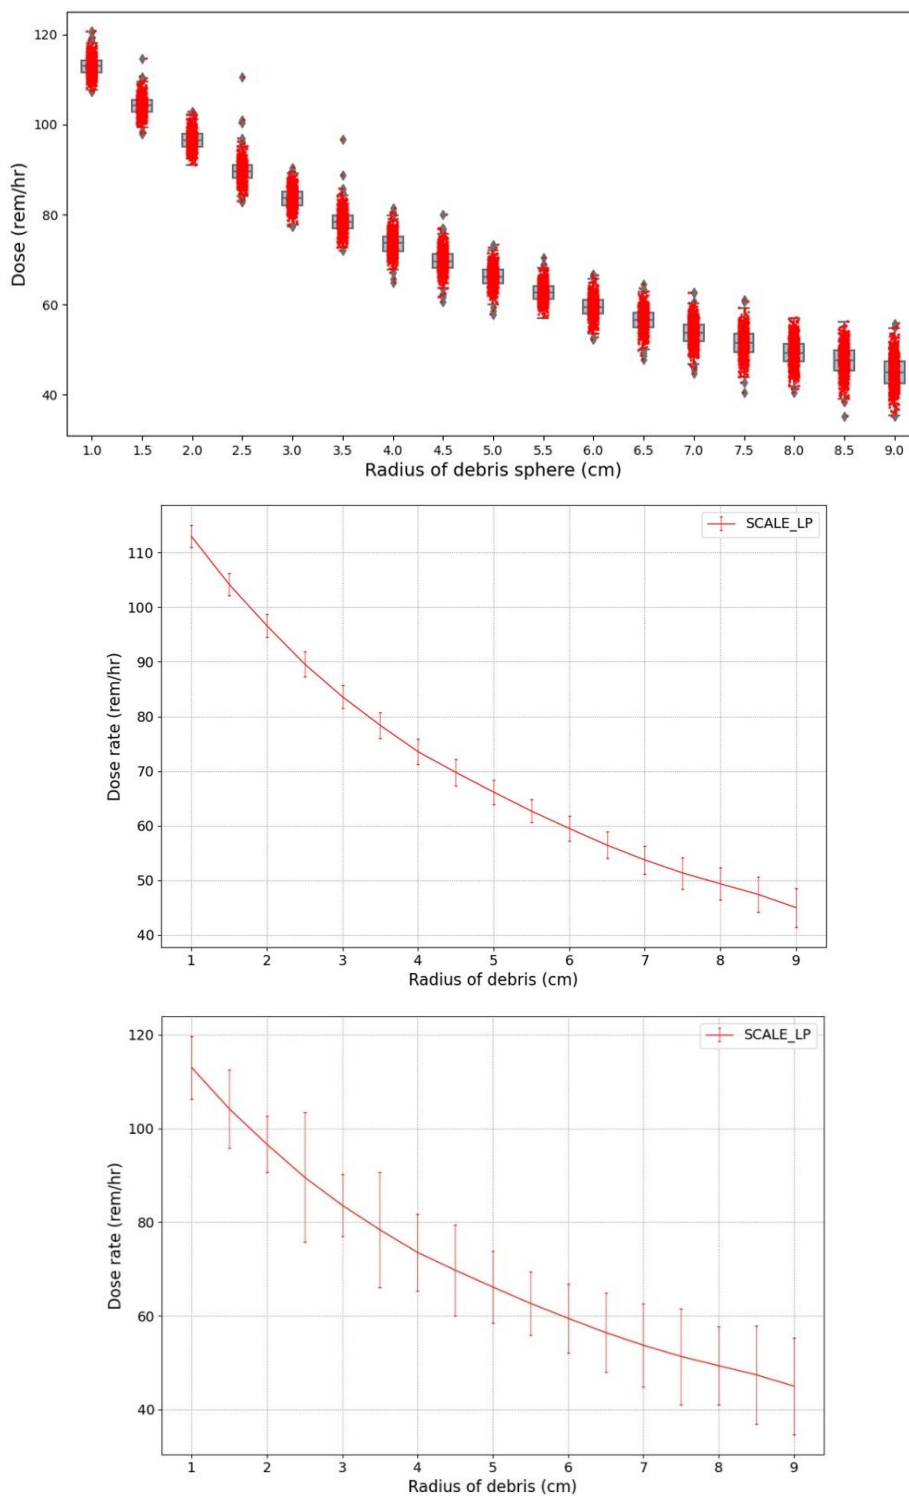 120
100
80
60
40
Dose (rem/hr)
1.0 1.5 2.0 2.5 3.0 3.5 4.0 4.5 5.0 5.5 6.0 6.5 7.0 7.5 8.0 8.5 9.0
Radius of debris sphere (cm)
SCALE_LP
110
100
90
80
70
60
50
40
Dose rate (rem/hr)
1 2 3 4 5 6 7 8 9
Radius of debris (cm)
SCALE_LP
120
100
80
60
40
Dose rate (rem/hr)
1 2 3 4 5 6 7 8 9
Radius of debris (cm)